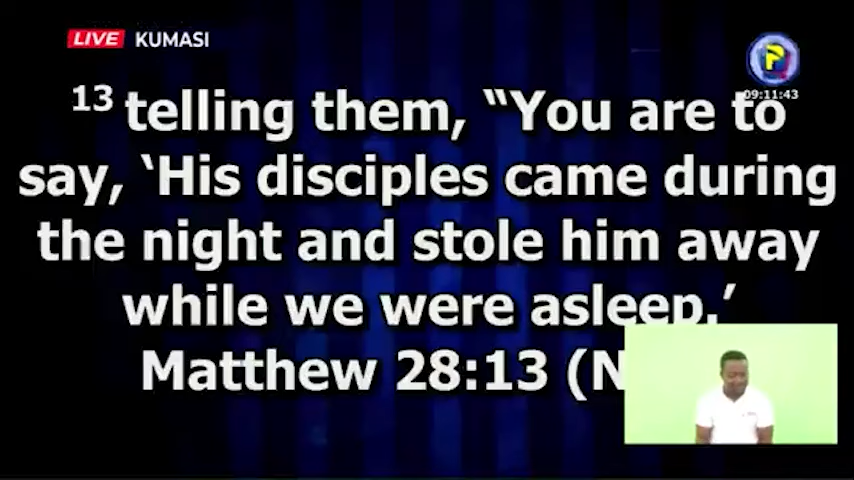 LIVE KUMASI
09:11:43
13 telling them, “You are to
say, ‘His disciples came during
the night and stole him away
while we were asleep.’
Matthew 28:13 (N